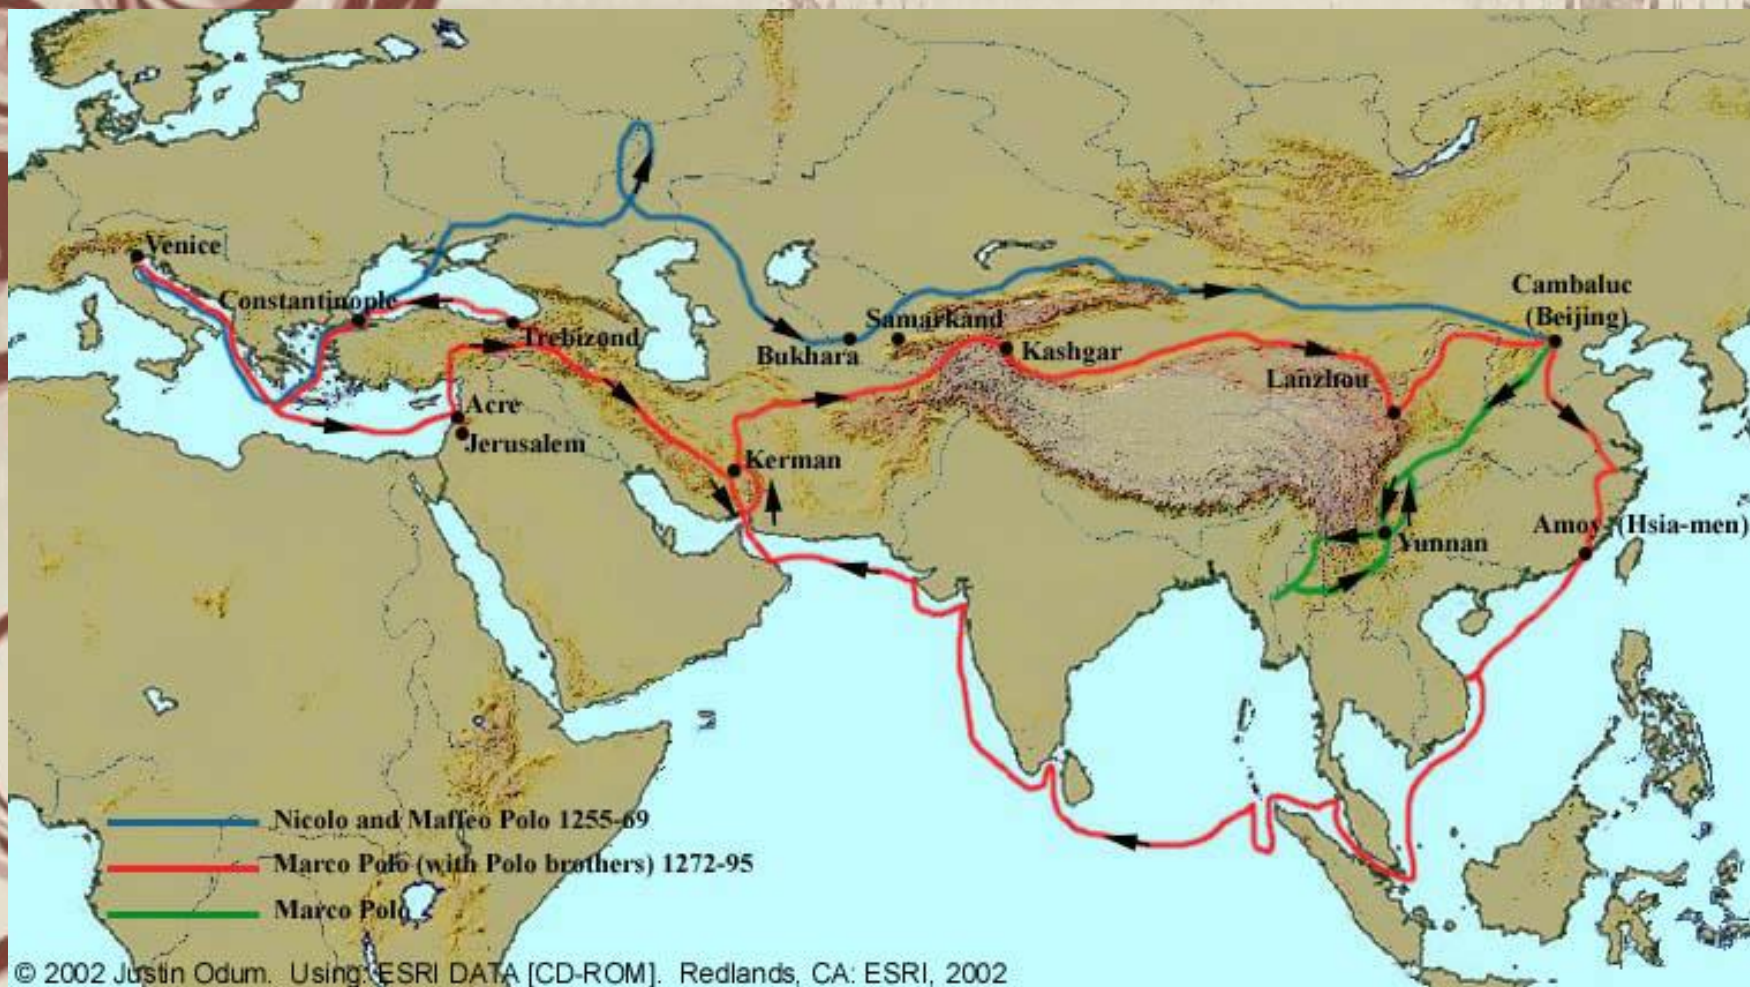 Venice
Constantinople
Trebizond
Samarkand
Bukhara
Kashgar
Cambaluc
(Beijing)
Lanzhou
Acre
Jerusalem
Kerman
Amoy (Hsia-men)
Yunnan
Nicolo and Maffeo Polo 1255-69
Marco Polo (with Polo brothers) 1272-95
Marco Polo
© 2002 Justin Odum. Using: ESRI DATA [CD-ROM]. Redlands, CA: ESRI, 2002